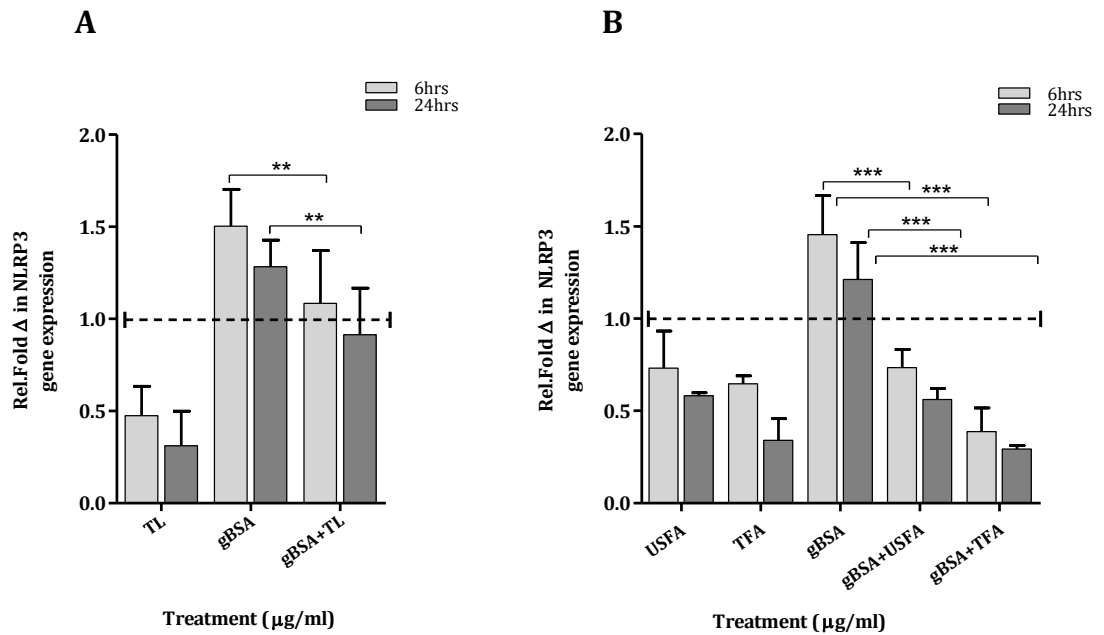 A
6hrs
24hrs
2.0
1.5
1.0
0.5
0.0
Rel.Fold Δ in NLRP3
gene expression
**
**
TL
gBSA
gBSA+TL
Treatment (μg/ml)
B
6hrs
24hrs
2.0
1.5
1.0
0.5
0.0
Rel.Fold Δ in NLRP3
gene expression
***
***
***
***
USFA
TFA
gBSA
gBSA+USFA
gBSA+TFA
Treatment (μg/ml)